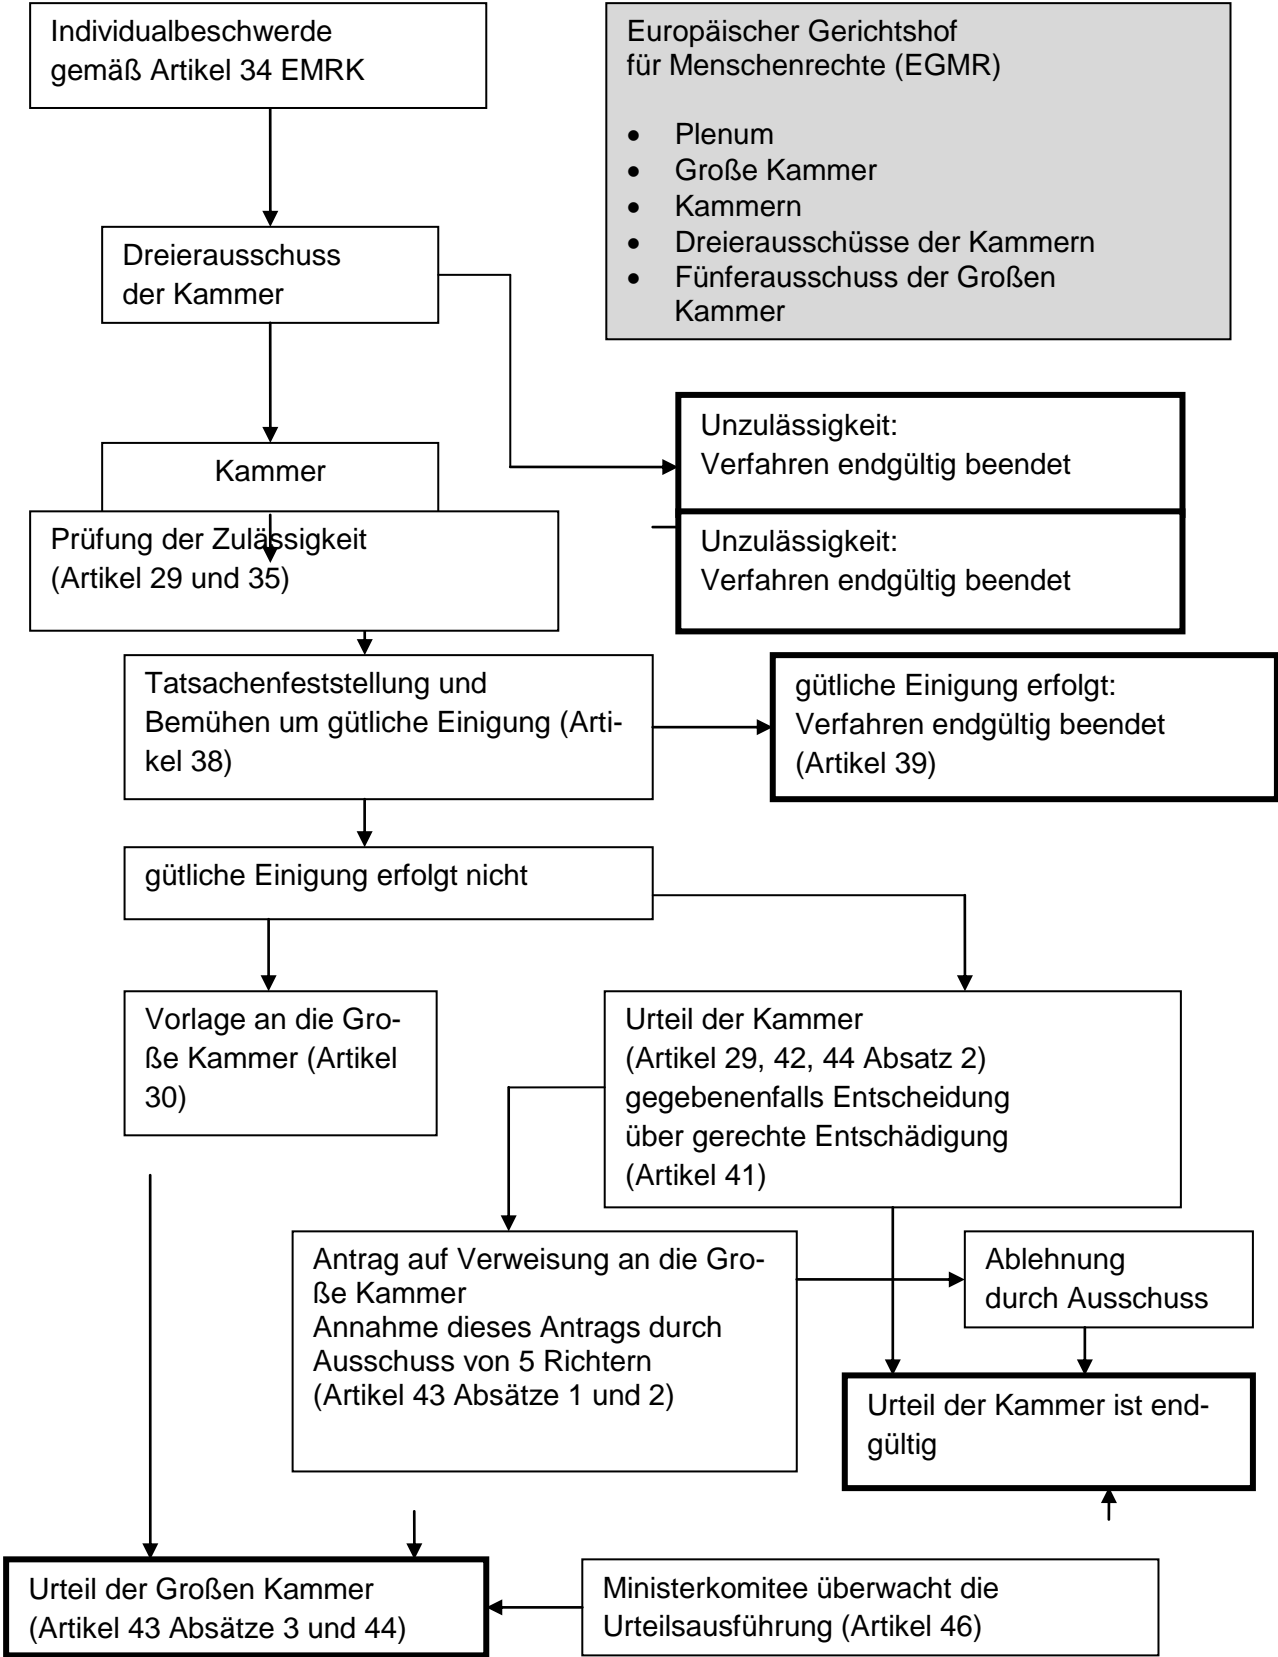 Individualbeschwerde
gemäß Artikel 34 EMRK
Europäischer Gerichtshof
für Menschenrechte (EGMR)
• Plenum
• Große Kammer
• Kammern
• Dreierausschüsse der Kammern
• Fünferausschuss der Großen
Kammer
Dreierausschuss
der Kammer
Unzulässigkeit:
Verfahren endgültig beendet
Kammer
Prüfung der Zulässigkeit
(Artikel 29 und 35)
Unzulässigkeit:
Verfahren endgültig beendet
Tatsachenfeststellung und
Bemühen um gütliche Einigung (Arti-
kel 38)
gütliche Einigung erfolgt:
Verfahren endgültig beendet
(Artikel 39)
gütliche Einigung erfolgt nicht
Vorlage an die Gro-
ße Kammer (Artikel
30)
Urteil der Kammer
(Artikel 29, 42, 44 Absatz 2)
gegebenenfalls Entscheidung
über gerechte Entschädigung
(Artikel 41)
Antrag auf Verweisung an die Gro-
ße Kammer
Annahme dieses Antrags durch
Ausschuss von 5 Richtern
(Artikel 43 Absätze 1 und 2)
Ablehnung
durch Ausschuss
Urteil der Kammer ist end-
gültig
Urteil der Großen Kammer
(Artikel 43 Absätze 3 und 44)
Ministerkomitee überwacht die
Urteilsausführung (Artikel 46)